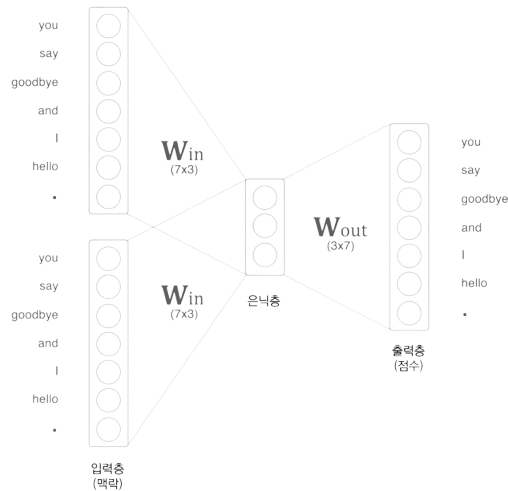 you
say
goodbye
and
I
hello
.
Win
(7x3)
you
say
goodbye
and
I
hello
.
Win
(7x3)
입력층
(맥락)
은닉층
Wout
(3x7)
you
say
goodbye
and
I
hello
.
출력층
(점수)